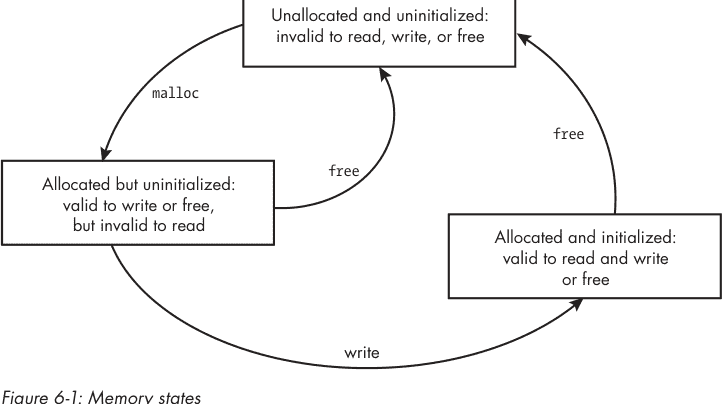 Unallocated and uninitialized:
invalid to read, write, or free
malloc
free
free
Allocated but uninitialized:
valid to write or free,
but invalid to read
Allocated and initialized:
valid to read and write
or free
write
Figure 6-1: Memory states